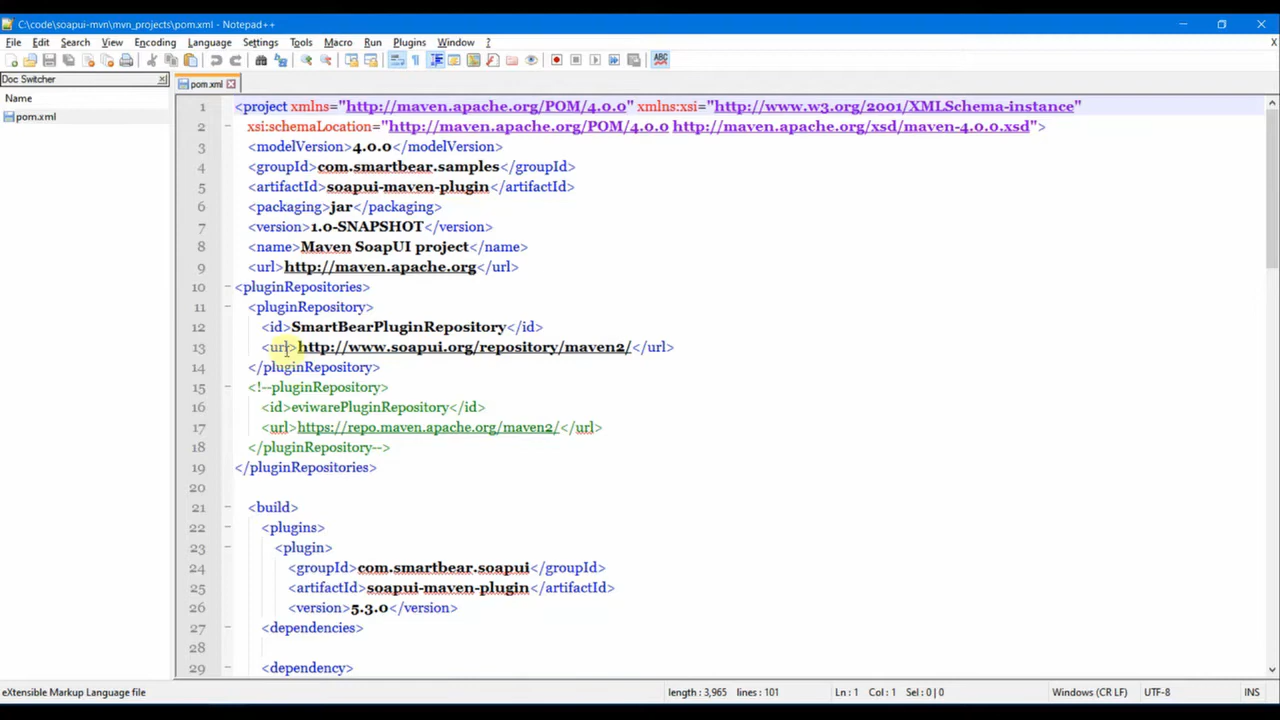 C:\code\soapui-mvn\mvn_projects\pom.xml - Notepad++
File Edit Search View Encoding Language Settings Tools Macro Run Plugins Window ? X
Doc Switcher
pom.xml
Name
pom.xml
1 <project xmlns="http://maven.apache.org/POM/4.0.0" xmlns:xsi="http://www.w3.org/2001/XMLSchema-instance"
2 xsi:schemaLocation="http://maven.apache.org/POM/4.0.0 http://maven.apache.org/xsd/maven-4.0.0.xsd">
3 <modelVersion>4.0.0</modelVersion>
4 <groupId>com.smartbear.samples</groupId>
5 <artifactId>soapui-maven-plugin</artifactId>
6 <packaging>jar</packaging>
7 <version>1.0-SNAPSHOT</version>
8 <name>Maven SoapUI project</name>
9 <url>http://maven.apache.org</url>
10 <pluginRepositories>
11 <pluginRepository>
12 <id>SmartBearPluginRepository</id>
13 <url>http://www.soapui.org/repository/maven2/</url>
14 </pluginRepository>
15 <!--pluginRepository>
16 <id>eviwarePluginRepository</id>
17 <url>https://repo.maven.apache.org/maven2/</url>
18 </pluginRepository-->
19 </pluginRepositories>
20
21 <build>
22 <plugins>
23 <plugin>
24 <groupId>com.smartbear.soapui</groupId>
25 <artifactId>soapui-maven-plugin</artifactId>
26 <version>5.3.0</version>
27 <dependencies>
28
29 <dependency>
eXtensible Markup Language file length : 3,965 lines : 101 Ln : 1 Col : 1 Sel : 0 | 0 Windows (CR LF) UTF-8 INS